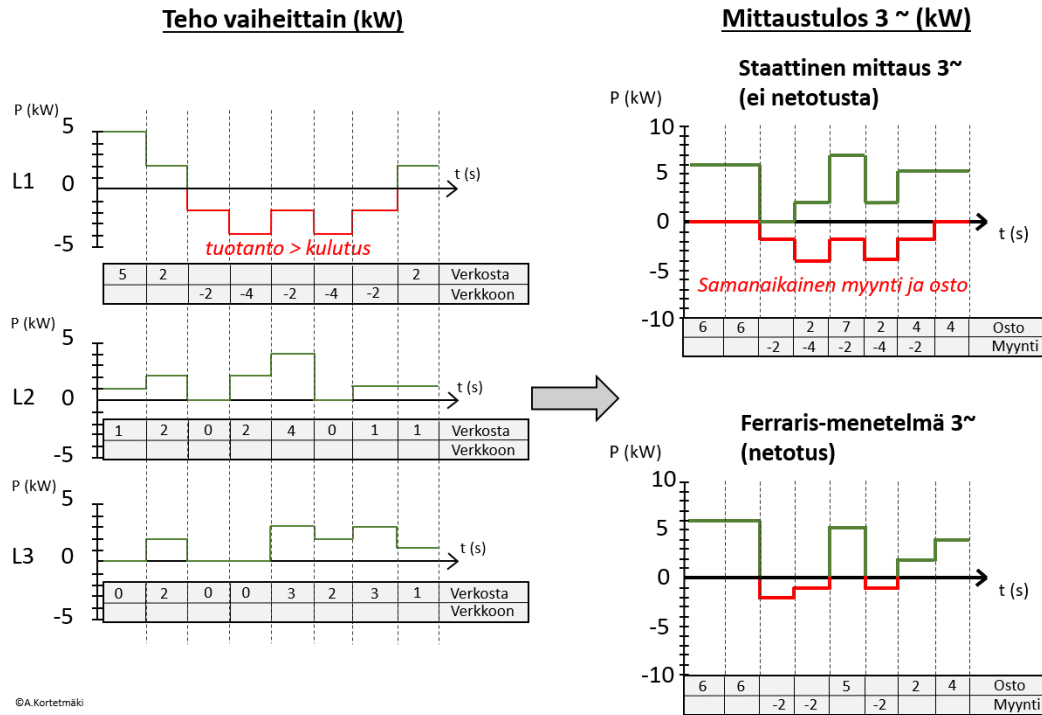 Teho vaiheittain (kW)
P (kW)
5
0
-5
L1
t (s)
tuotanto > kulutus
5 2 2 Verkosta
-2 -4 -2 -4 -2 Verkkoon
P (kW)
5
0
-5
L2
t (s)
1 2 0 2 4 0 1 1 Verkosta
Verkkoon
P (kW)
5
0
-5
L3
t (s)
0 2 0 0 3 2 3 1 Verkosta
Verkkoon
©A.Kortetmäki
Mittaustulos 3 ~ (kW)
Staattinen mittaus 3~
(ei netotusta)
P (kW)
10
5
0
-5
-10
t (s)
Samanaikainen myynti ja osto
6 6 2 7 2 4 4 Osto
-2 -4 -2 -4 -2 Myynti
Ferraris-menetelmä 3~
(netotus)
P (kW)
10
5
0
-5
-10
t (s)
6 6 5 2 4 Osto
-2 -2 -2 Myynti